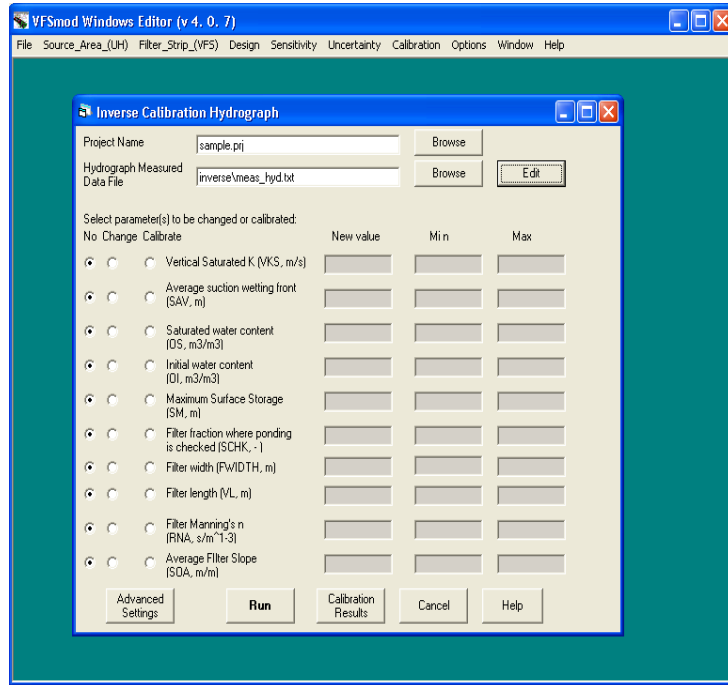 VFSmod Windows Editor (v 4. 0. 7)
File Source_Area_(UH) Filter_Strip_(VFS) Design Sensitivity Uncertainty Calibration Options Window Help
Inverse Calibration Hydrograph
Project Name sample.prj Browse
Hydrograph Measured
Data File inverse\meas_hyd.txt Browse Edit
Select parameter(s) to be changed or calibrated:
No Change Calibrate New value Min Max
Vertical Saturated K (VKS, m/s)
Average suction wetting front
(SAV, m)
Saturated water content
(OS, m3/m3)
Initial water content
(OI, m3/m3)
Maximum Surface Storage
(SM, m)
Filter fraction where ponding
is checked (SCHK, - )
Filter width (FWIDTH, m)
Filter length (VL, m)
Filter Manning's n
(RNA, s/m^1-3)
Average FIlter Slope
(SOA, m/m)
Advanced
Settings
Run
Calibration
Results
Cancel
Help